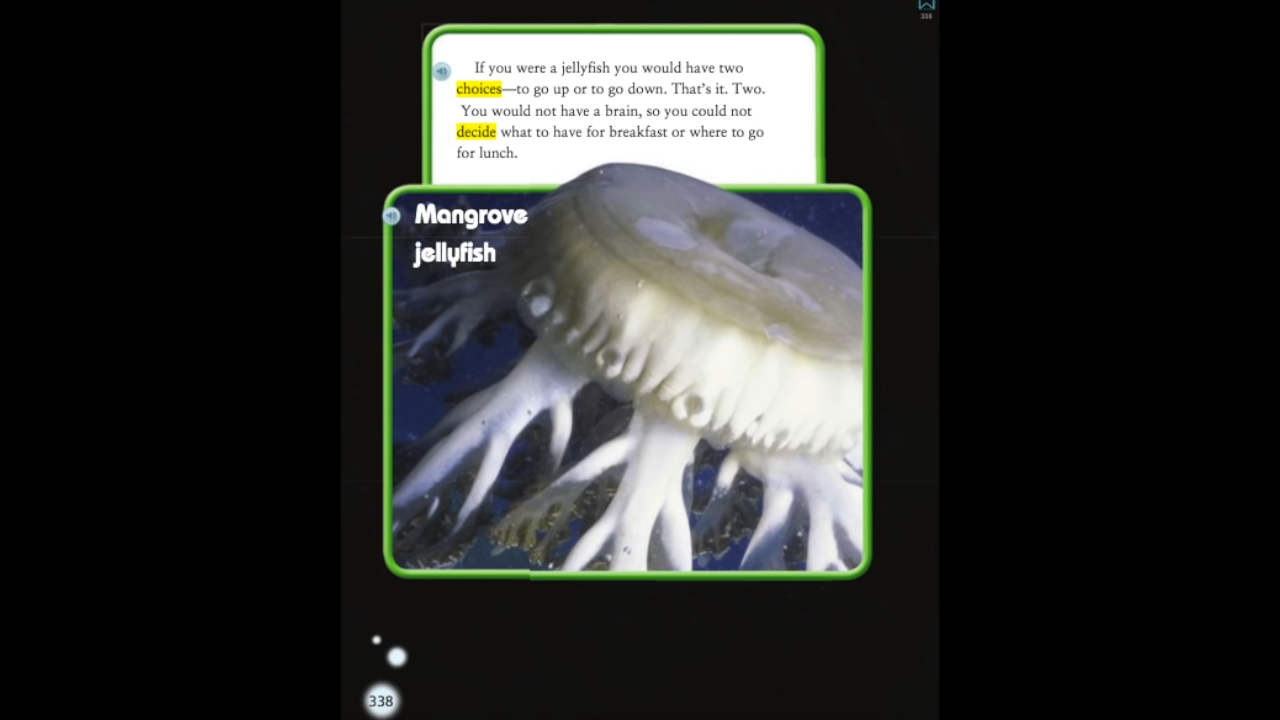 338
If you were a jellyfish you would have two
choices—to go up or to go down. That's it. Two.
You would not have a brain, so you could not
decide what to have for breakfast or where to go
for lunch.
Mangrove
jellyfish
338